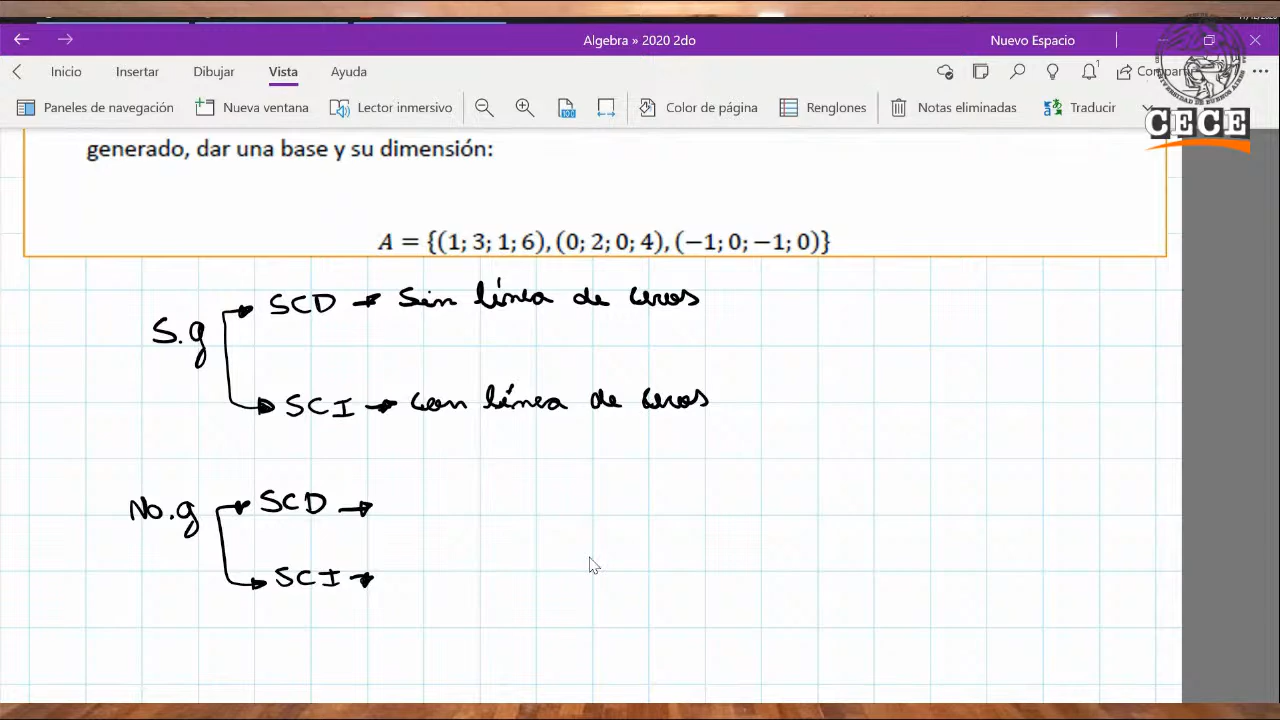 Algebra » 2020 2do
Nuevo Espacio
Inicio Insertar Dibujar Vista Ayuda
Compartir
Paneles de navegación Nueva ventana Lector inmersivo Color de página Renglones Notas eliminadas Traducir
CECE
generado, dar una base y su dimensión:
A = {(1; 3; 1; 6), (0; 2; 0; 4), (−1; 0; −1; 0)}
SCD → Sin línea de ceros
S.g
SCI → con línea de ceros
No.g SCD →
SCI →